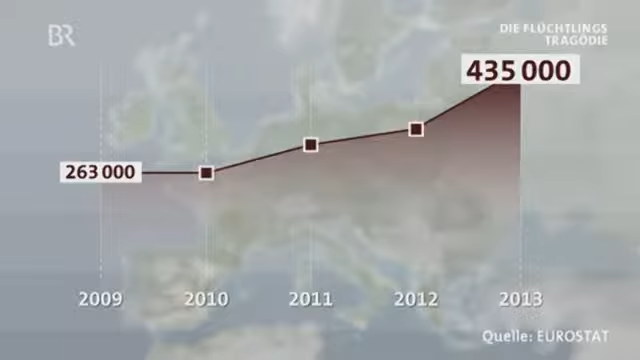 BR
DIE FLÜCHTLINGS
TRAGÖDIE
435 000
263 000
2009 2010 2011 2012 2013
Quelle: EUROSTAT